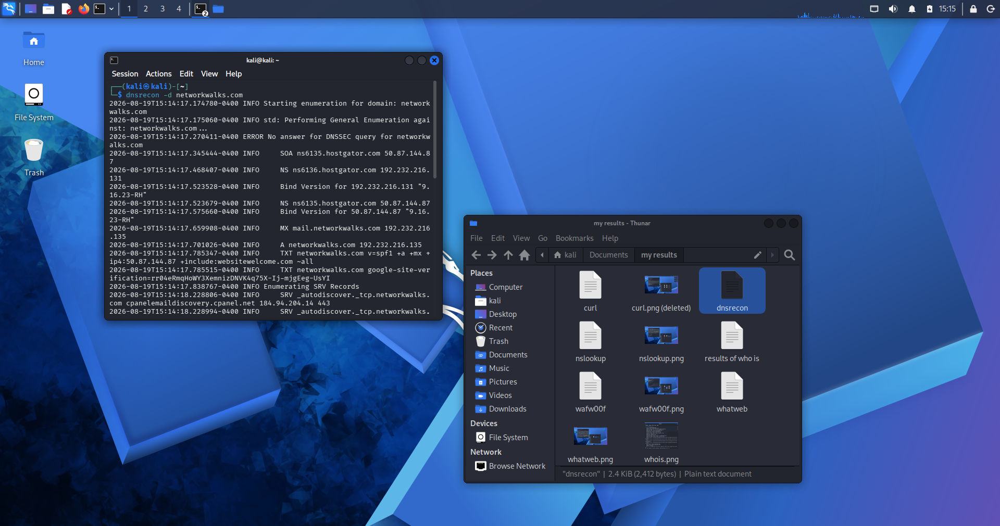 1 2 3 4 2 15:15
Home
File System
Trash
kali@kali: ~
Session Actions Edit View Help
┌──(kali㉿kali)-[~]
└─$ dnsrecon -d networkwalks.com
2026-08-19T15:14:17.174780-0400 INFO Starting enumeration for domain: network
walks.com
2026-08-19T15:14:17.175060-0400 INFO std: Performing General Enumeration agai
nst: networkwalks.com...
2026-08-19T15:14:17.270411-0400 ERROR No answer for DNSSEC query for networkw
alks.com
2026-08-19T15:14:17.345444-0400 INFO SOA ns6135.hostgator.com 50.87.144.8
7
2026-08-19T15:14:17.468407-0400 INFO NS ns6136.hostgator.com 192.232.216.
131
2026-08-19T15:14:17.523528-0400 INFO Bind Version for 192.232.216.131 "9.
16.23-RH"
2026-08-19T15:14:17.523679-0400 INFO NS ns6135.hostgator.com 50.87.144.87
2026-08-19T15:14:17.575660-0400 INFO Bind Version for 50.87.144.87 "9.16.
23-RH"
2026-08-19T15:14:17.659908-0400 INFO MX mail.networkwalks.com 192.232.216
.135
2026-08-19T15:14:17.701026-0400 INFO A networkwalks.com 192.232.216.135
2026-08-19T15:14:17.785347-0400 INFO TXT networkwalks.com v=spf1 +a +mx +
ip4:50.87.144.87 +include:websitewelcome.com ~all
2026-08-19T15:14:17.785515-0400 INFO TXT networkwalks.com google-site-ver
ification=rr04eRmqHoWY3XemnizDNVK4q75X-Ij-mjgEeg-UsYI
2026-08-19T15:14:17.838767-0400 INFO Enumerating SRV Records
2026-08-19T15:14:18.228806-0400 INFO SRV _autodiscover._tcp.networkwalks.
com cpanelemaildiscovery.cpanel.net 184.94.204.14 443
2026-08-19T15:14:18.228994-0400 INFO SRV _autodiscover._tcp.networkwalks.
my results - Thunar
File Edit View Go Bookmarks Help
kali Documents my results
Places
Computer
kali
Desktop
Recent
Trash
Documents
Music
Pictures
Videos
Downloads
Devices
File System
Network
Browse Network
curl curl.png (deleted) dnsrecon
nslookup nslookup.png results of who is
wafw00f wafw00f.png whatweb
whatweb.png whois.png
"dnsrecon" | 2.4 KiB (2,412 bytes) | Plain text document